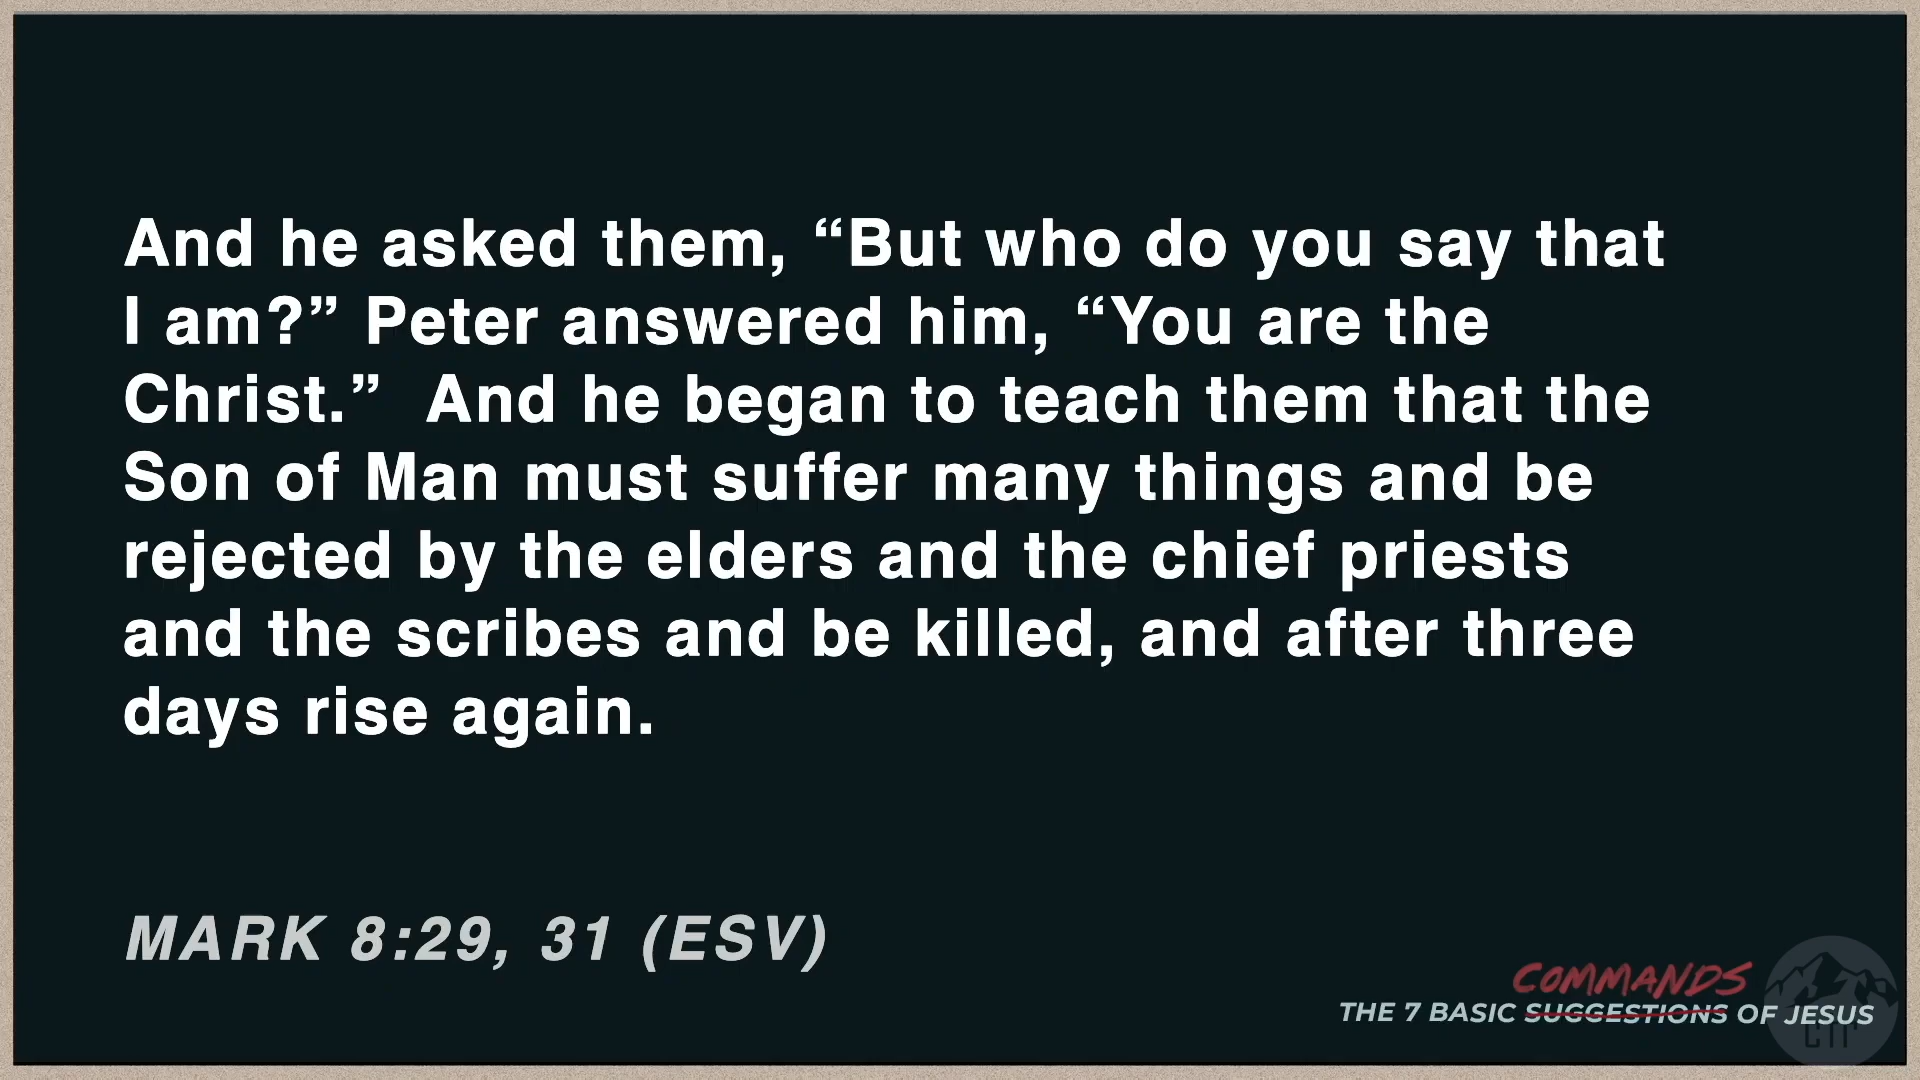 And he asked them, “But who do you say that
I am?” Peter answered him, “You are the
Christ.”  And he began to teach them that the
Son of Man must suffer many things and be
rejected by the elders and the chief priests
and the scribes and be killed, and after three
days rise again.
MARK 8:29, 31 (ESV)
COMMANDS
THE 7 BASIC SUGGESTIONS OF JESUS